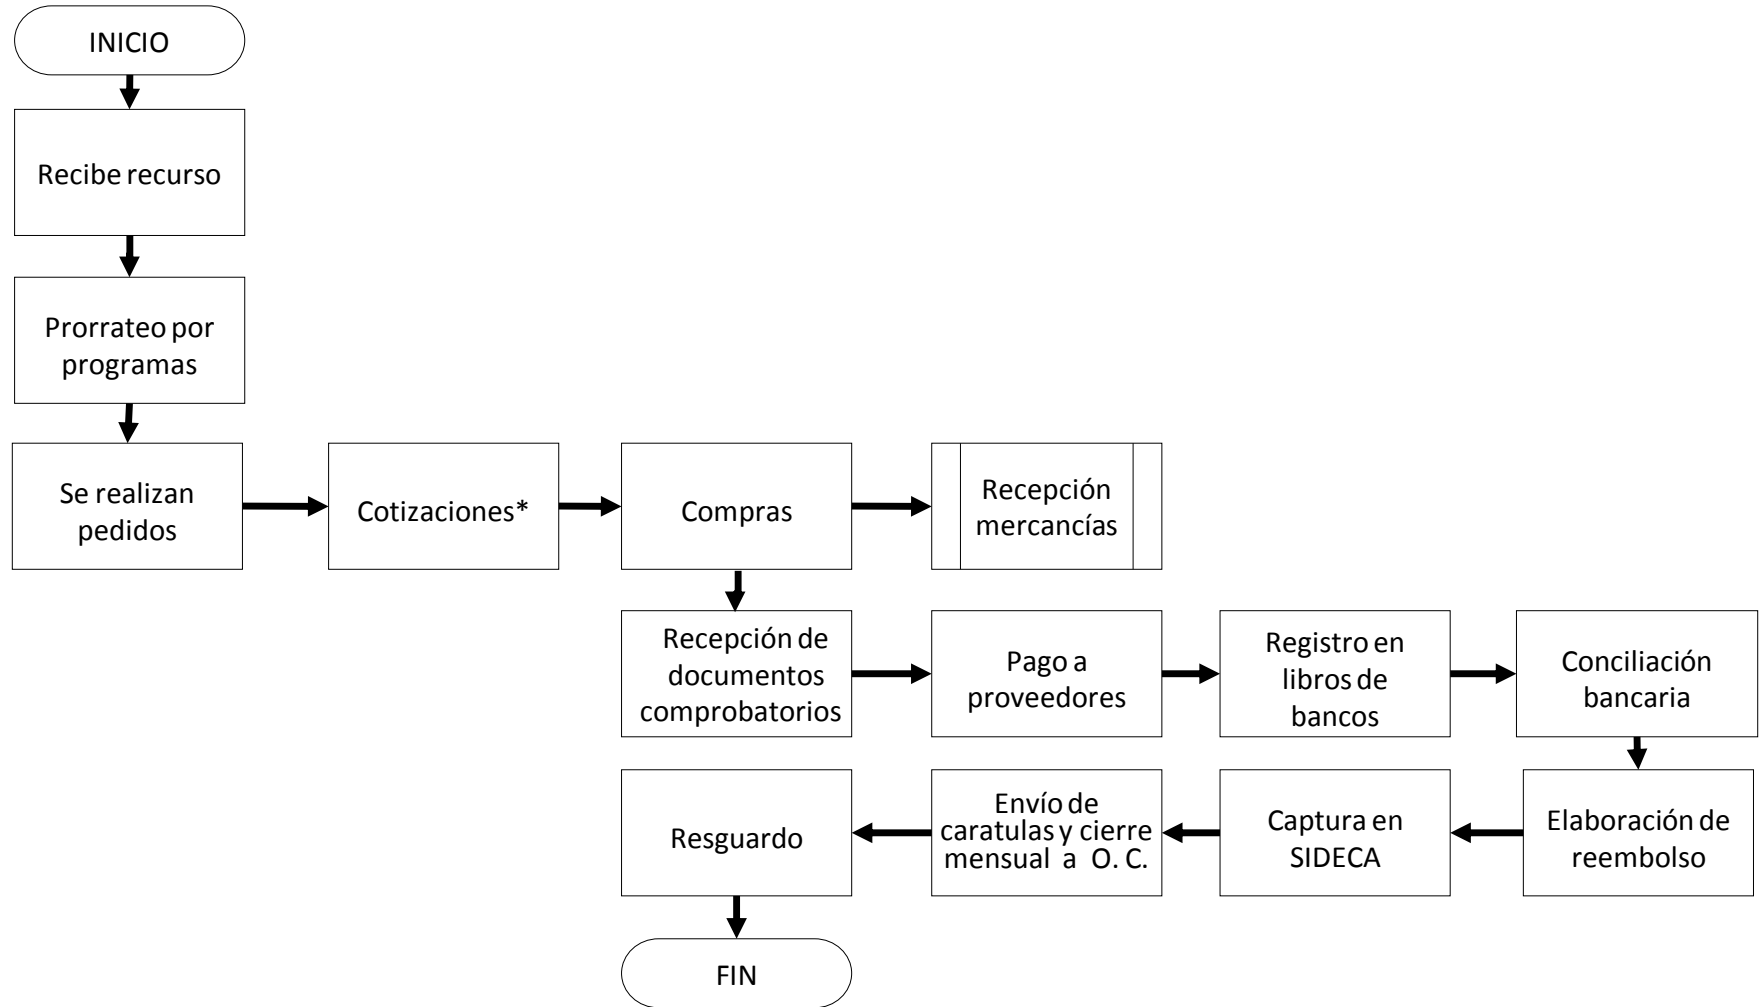 INICIO
Recibe recurso
Prorrateo por
programas
Se realizan
pedidos
Cotizaciones*
Compras
Recepción
mercancías
Recepción de
documentos
comprobatorios
Pago a
proveedores
Registro en
libros de
bancos
Conciliación
bancaria
Elaboración de
reembolso
Captura en
SIDECA
Envío de
caratulas y cierre
mensual a O. C.
Resguardo
FIN